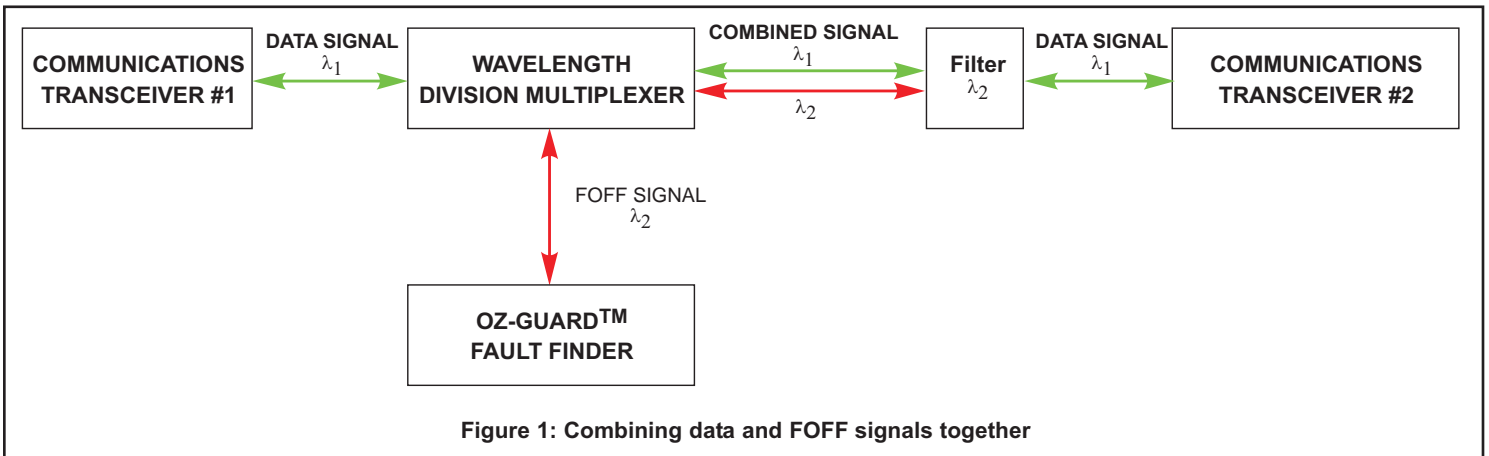 COMMUNICATIONS
TRANSCEIVER #1
DATA SIGNAL
λ1
WAVELENGTH
DIVISION MULTIPLEXER
COMBINED SIGNAL
λ1
λ2
Filter
λ2
DATA SIGNAL
λ1
COMMUNICATIONS
TRANSCEIVER #2
FOFF SIGNAL
λ2
OZ-GUARD™
FAULT FINDER
Figure 1: Combining data and FOFF signals together